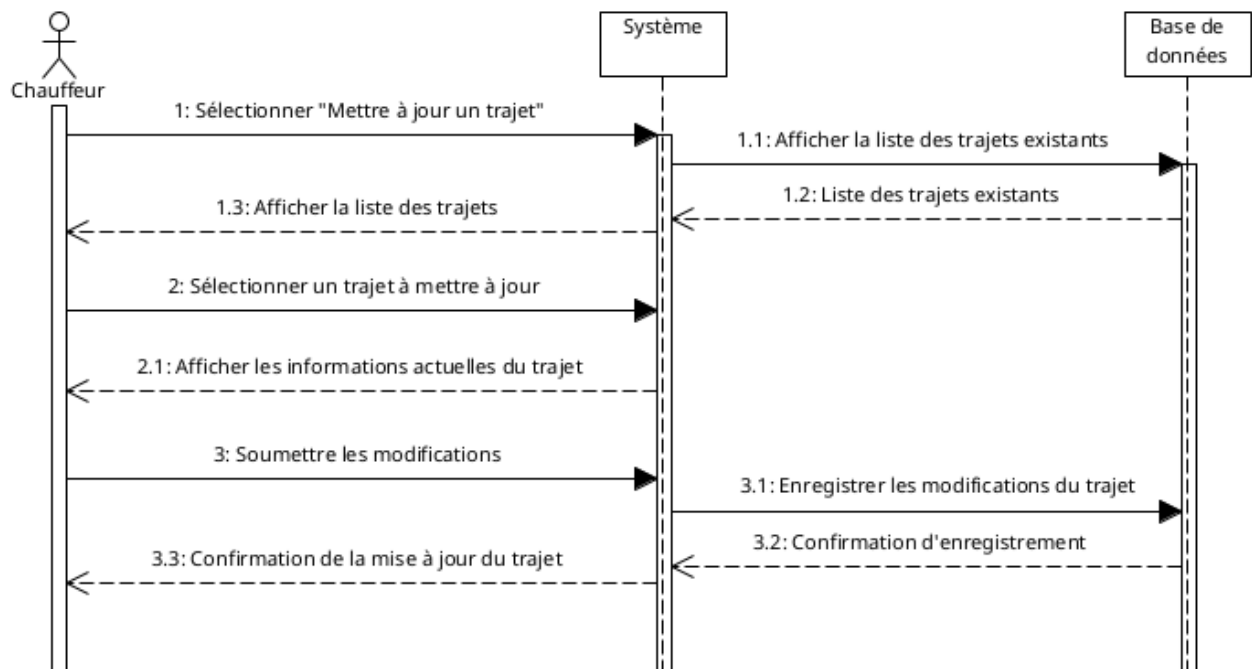 Chauffeur
Système
Base de
données
1: Sélectionner "Mettre à jour un trajet"
1.1: Afficher la liste des trajets existants
1.2: Liste des trajets existants
1.3: Afficher la liste des trajets
2: Sélectionner un trajet à mettre à jour
2.1: Afficher les informations actuelles du trajet
3: Soumettre les modifications
3.1: Enregistrer les modifications du trajet
3.2: Confirmation d'enregistrement
3.3: Confirmation de la mise à jour du trajet